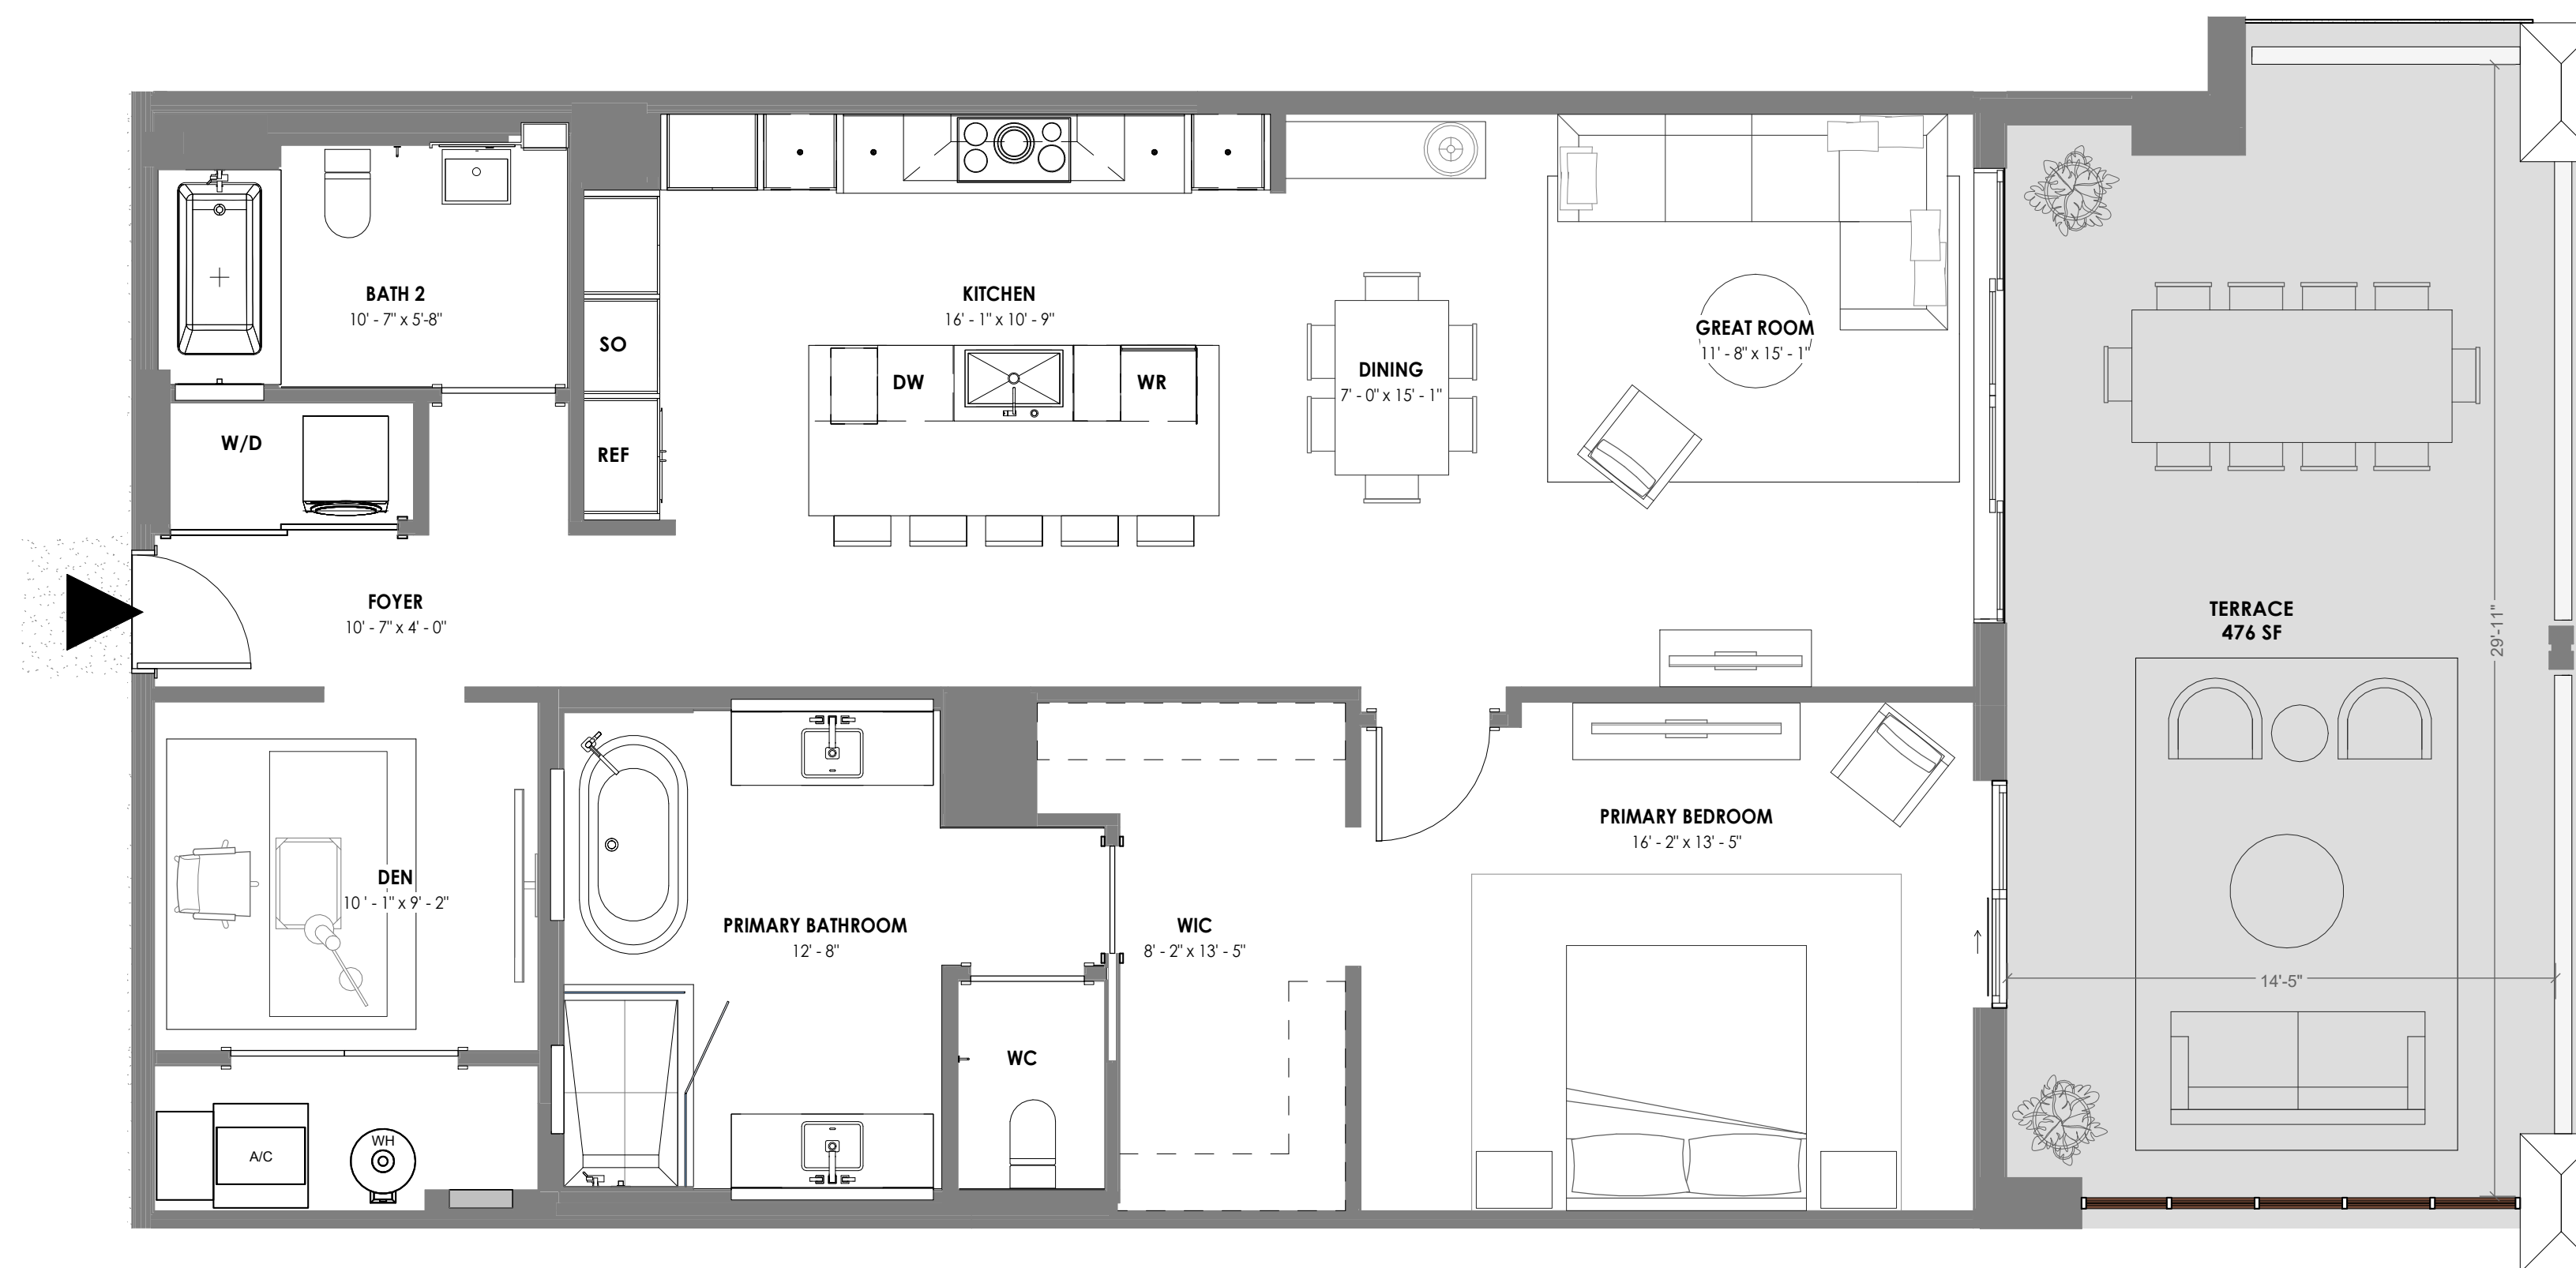 BATH 2
10' - 7" x 5'-8"
KITCHEN
16' - 1" x 10' - 9"
SO
DW
WR
GREAT ROOM
11' - 8" x 15' - 1"
DINING
7' - 0" x 15' - 1"
W/D
REF
FOYER
10' - 7" x 4' - 0"
TERRACE
476 SF
29'-11"
PRIMARY BEDROOM
16' - 2" x 13' - 5"
DEN
10 ' - 1" x 9' - 2"
PRIMARY BATHROOM
12' - 8"
WIC
8' - 2" x 13' - 5"
14'-5"
WC
WH
A/C